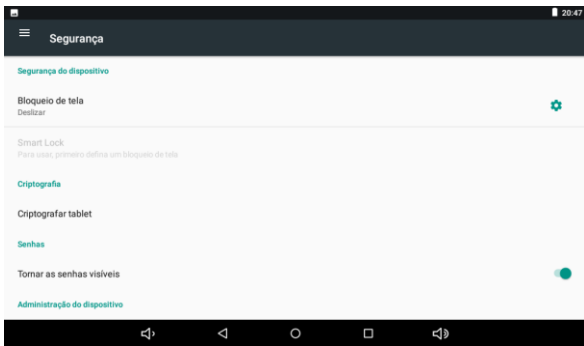 20:47
Segurança
Segurança do dispositivo
Bloqueio de tela
Deslizar
Smart Lock
Para usar, primeiro defina um bloqueio de tela
Criptografia
Criptografar tablet
Senhas
Tornar as senhas visíveis
Administração do dispositivo